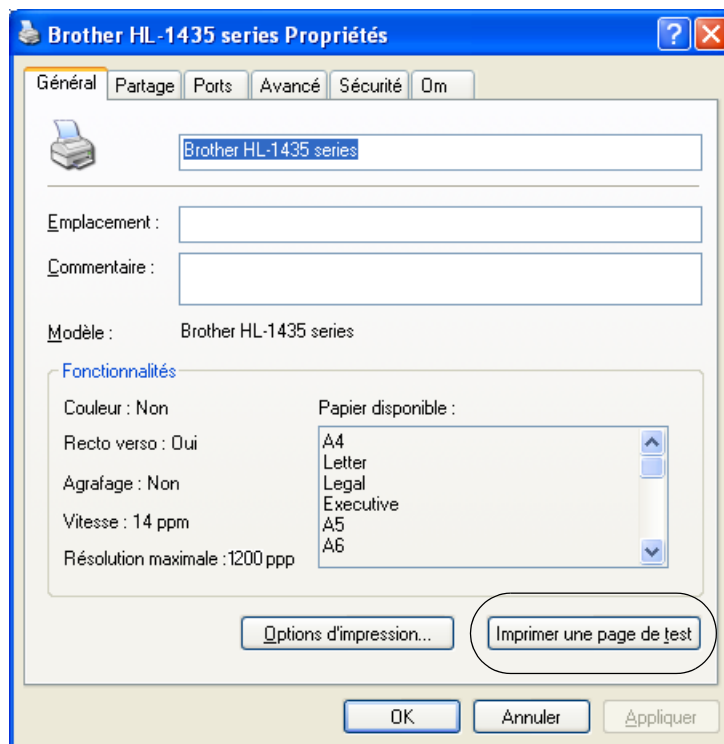 Brother HL-1435 series Propriétés
Général Partage Ports Avancé Sécurité Om
Brother HL-1435 series
Emplacement :
Commentaire :
Modèle : Brother HL-1435 series
Fonctionnalités
Couleur : Non
Papier disponible :
Recto verso : Oui
Agrafage : Non
Vitesse : 14 ppm
Résolution maximale :1200 ppp
A4
Letter
Legal
Executive
A5
A6
Options d'impression...
Imprimer une page de test
OK Annuler Appliquer